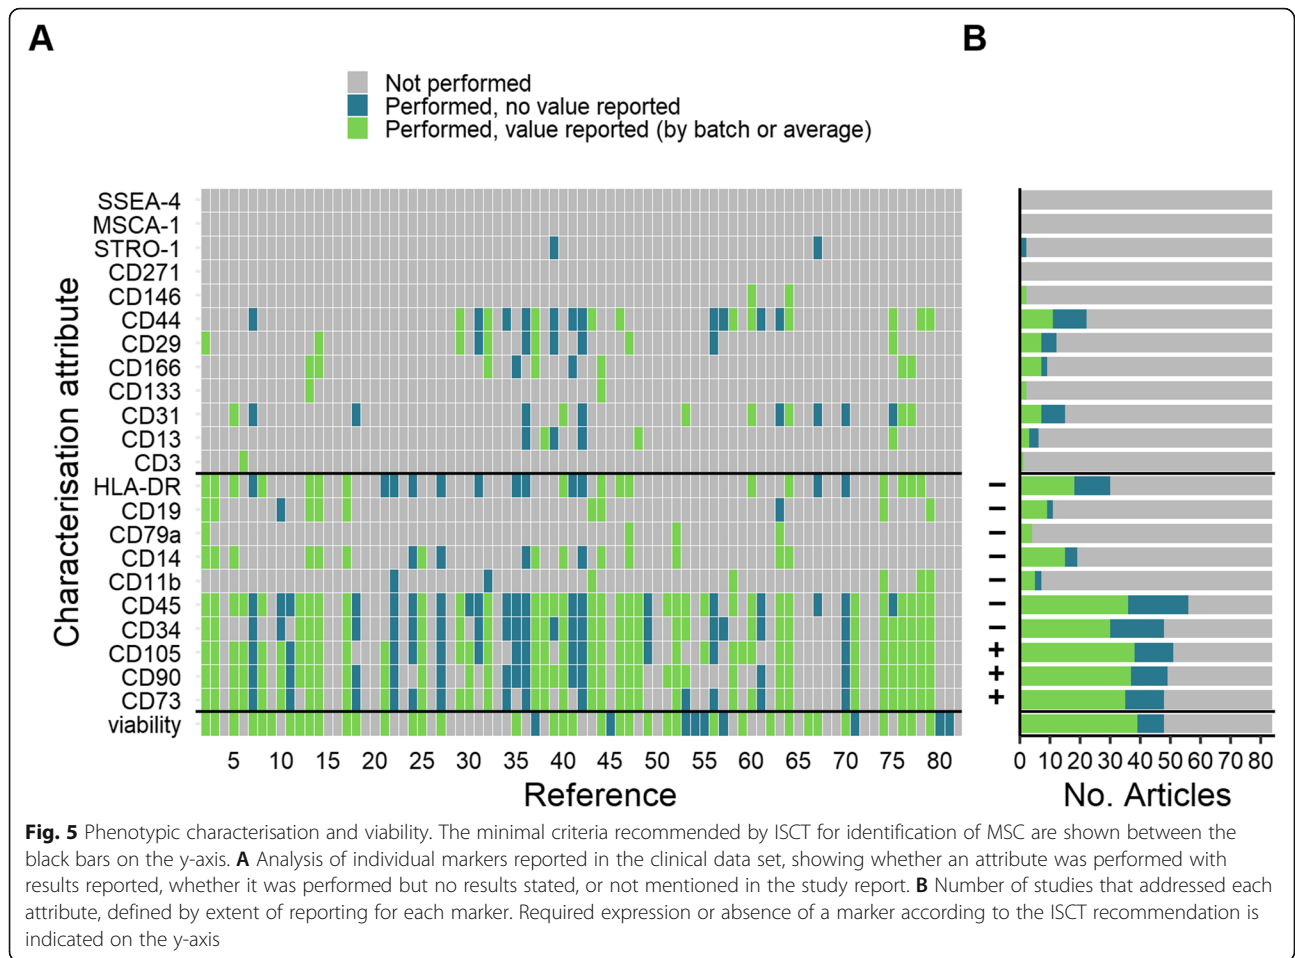 A
B
Not performed
Performed, no value reported
Performed, value reported (by batch or average)
Characterisation attribute
SSEA-4
MSCA-1
STRO-1
CD271
CD146
CD44
CD29
CD166
CD133
CD31
CD13
CD3
HLA-DR −
CD19 −
CD79a −
CD14 −
CD11b −
CD45 −
CD34 −
CD105 +
CD90 +
CD73 +
viability
5 10 15 20 25 30 35 40 45 50 55 60 65 70 75 80
0 10 20 30 40 50 60 70 80
Reference
No. Articles
Fig. 5 Phenotypic characterisation and viability. The minimal criteria recommended by ISCT for identification of MSC are shown between the
black bars on the y-axis. A Analysis of individual markers reported in the clinical data set, showing whether an attribute was performed with
results reported, whether it was performed but no results stated, or not mentioned in the study report. B Number of studies that addressed each
attribute, defined by extent of reporting for each marker. Required expression or absence of a marker according to the ISCT recommendation is
indicated on the y-axis